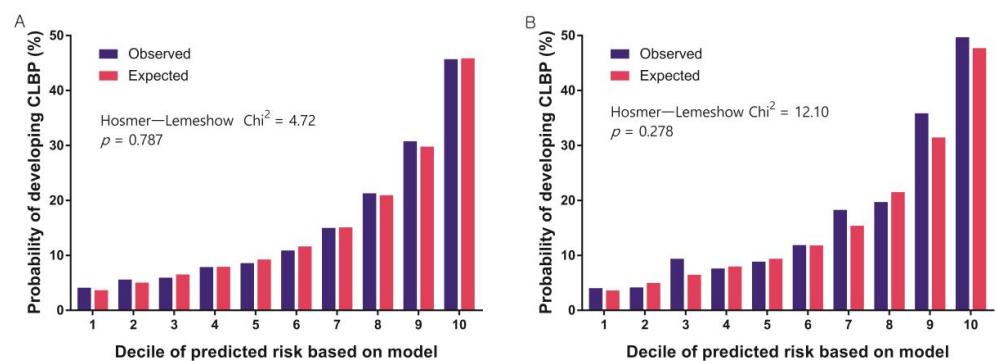 A
Probability of developing CLBP (%)
50
40
30
20
10
0
Observed
Expected
Hosmer—Lemeshow Chi² = 4.72
p = 0.787
1 2 3 4 5 6 7 8 9 10
Decile of predicted risk based on model
B
Probability of developing CLBP (%)
50
40
30
20
10
0
Observed
Expected
Hosmer—Lemeshow Chi² = 12.10
p = 0.278
1 2 3 4 5 6 7 8 9 10
Decile of predicted risk based on model